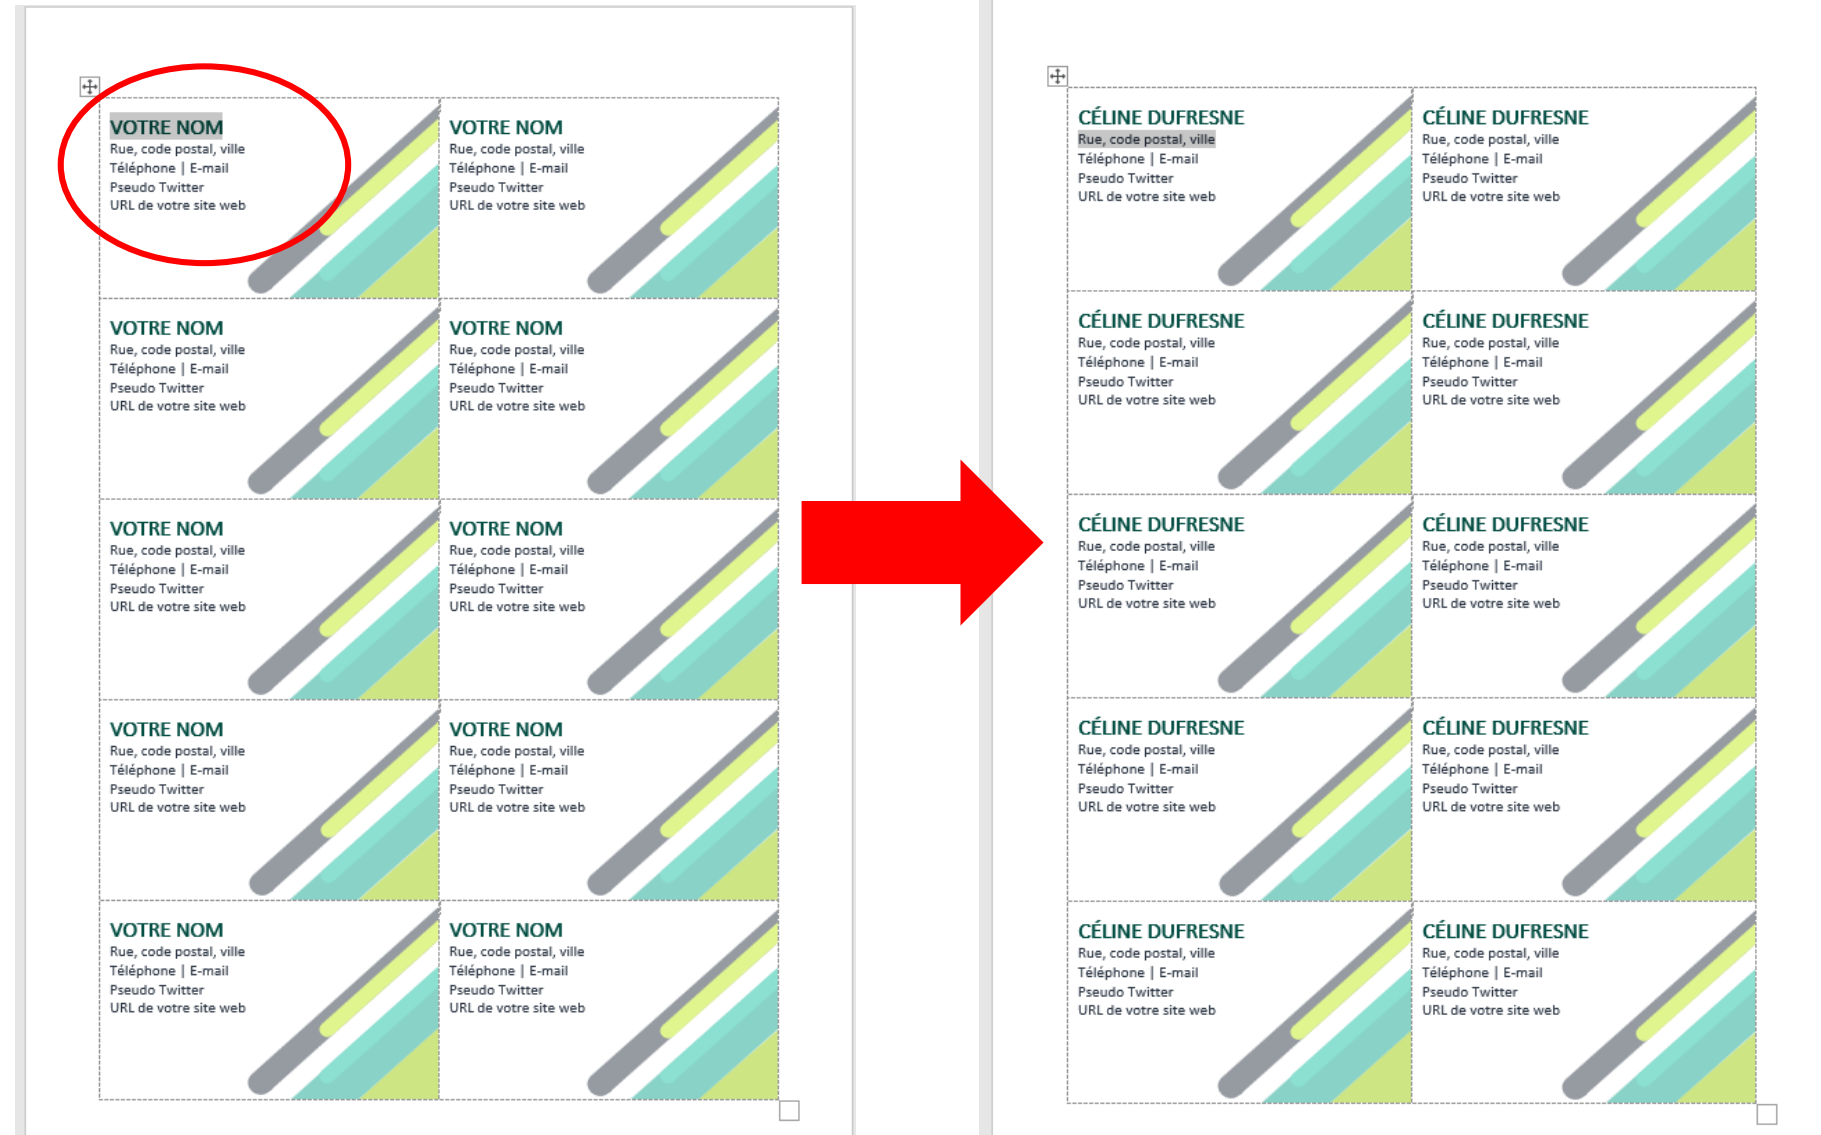 VOTRE NOM
Rue, code postal, ville
Téléphone | E-mail
Pseudo Twitter
URL de votre site web
VOTRE NOM
Rue, code postal, ville
Téléphone | E-mail
Pseudo Twitter
URL de votre site web
VOTRE NOM
Rue, code postal, ville
Téléphone | E-mail
Pseudo Twitter
URL de votre site web
VOTRE NOM
Rue, code postal, ville
Téléphone | E-mail
Pseudo Twitter
URL de votre site web
VOTRE NOM
Rue, code postal, ville
Téléphone | E-mail
Pseudo Twitter
URL de votre site web
VOTRE NOM
Rue, code postal, ville
Téléphone | E-mail
Pseudo Twitter
URL de votre site web
VOTRE NOM
Rue, code postal, ville
Téléphone | E-mail
Pseudo Twitter
URL de votre site web
VOTRE NOM
Rue, code postal, ville
Téléphone | E-mail
Pseudo Twitter
URL de votre site web
VOTRE NOM
Rue, code postal, ville
Téléphone | E-mail
Pseudo Twitter
URL de votre site web
VOTRE NOM
Rue, code postal, ville
Téléphone | E-mail
Pseudo Twitter
URL de votre site web
CÉLINE DUFRESNE
Rue, code postal, ville
Téléphone | E-mail
Pseudo Twitter
URL de votre site web
CÉLINE DUFRESNE
Rue, code postal, ville
Téléphone | E-mail
Pseudo Twitter
URL de votre site web
CÉLINE DUFRESNE
Rue, code postal, ville
Téléphone | E-mail
Pseudo Twitter
URL de votre site web
CÉLINE DUFRESNE
Rue, code postal, ville
Téléphone | E-mail
Pseudo Twitter
URL de votre site web
CÉLINE DUFRESNE
Rue, code postal, ville
Téléphone | E-mail
Pseudo Twitter
URL de votre site web
CÉLINE DUFRESNE
Rue, code postal, ville
Téléphone | E-mail
Pseudo Twitter
URL de votre site web
CÉLINE DUFRESNE
Rue, code postal, ville
Téléphone | E-mail
Pseudo Twitter
URL de votre site web
CÉLINE DUFRESNE
Rue, code postal, ville
Téléphone | E-mail
Pseudo Twitter
URL de votre site web
CÉLINE DUFRESNE
Rue, code postal, ville
Téléphone | E-mail
Pseudo Twitter
URL de votre site web
CÉLINE DUFRESNE
Rue, code postal, ville
Téléphone | E-mail
Pseudo Twitter
URL de votre site web